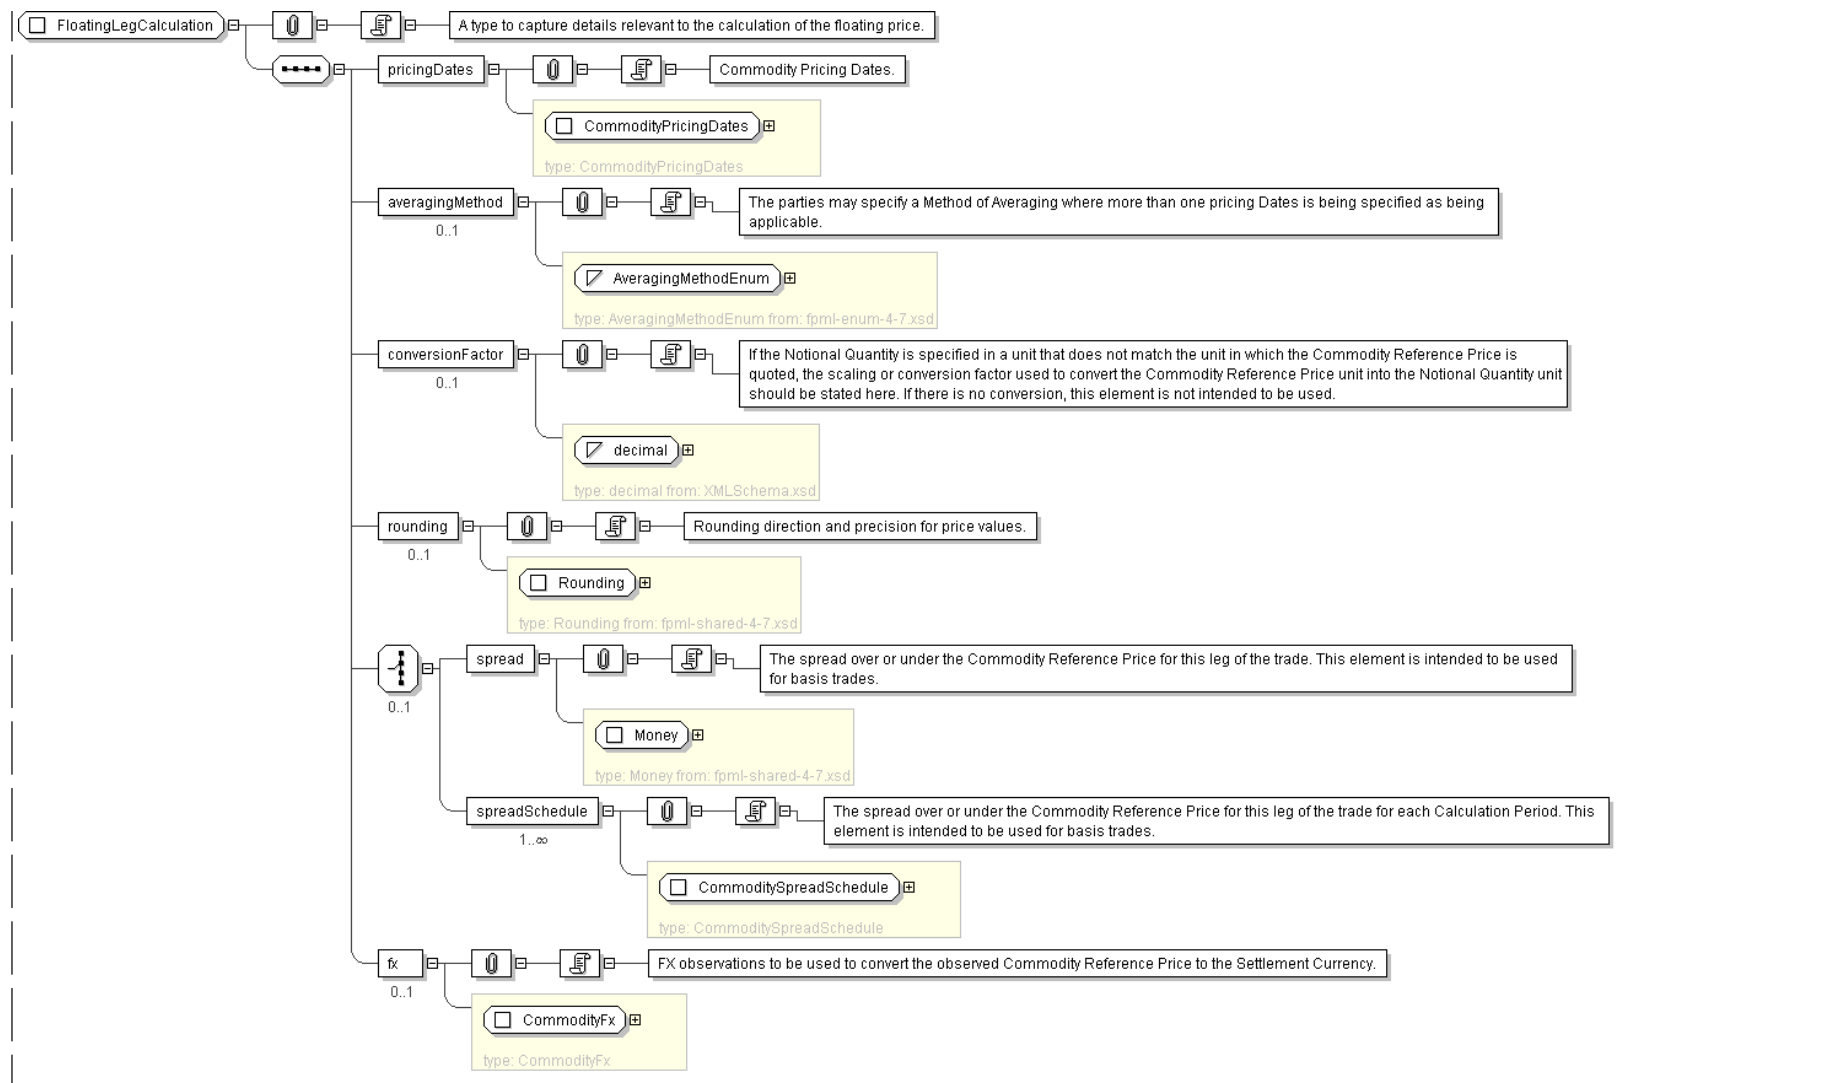 FloatingLegCalculation
A type to capture details relevant to the calculation of the floating price.
pricingDates
Commodity Pricing Dates.
CommodityPricingDates
type: CommodityPricingDates
averagingMethod
0..1
The parties may specify a Method of Averaging where more than one pricing Dates is being specified as being
applicable.
AveragingMethodEnum
type: AveragingMethodEnum from: fpml-enum-4-7.xsd
conversionFactor
0..1
If the Notional Quantity is specified in a unit that does not match the unit in which the Commodity Reference Price is
quoted, the scaling or conversion factor used to convert the Commodity Reference Price unit into the Notional Quantity unit
should be stated here. If there is no conversion, this element is not intended to be used.
decimal
type: decimal from: XMLSchema.xsd
rounding
0..1
Rounding direction and precision for price values.
Rounding
type: Rounding from: fpml-shared-4-7.xsd
0..1
spread
The spread over or under the Commodity Reference Price for this leg of the trade. This element is intended to be used
for basis trades.
Money
type: Money from: fpml-shared-4-7.xsd
spreadSchedule
1..∞
The spread over or under the Commodity Reference Price for this leg of the trade for each Calculation Period. This
element is intended to be used for basis trades.
CommoditySpreadSchedule
type: CommoditySpreadSchedule
fx
0..1
FX observations to be used to convert the observed Commodity Reference Price to the Settlement Currency.
CommodityFx
type: CommodityFx